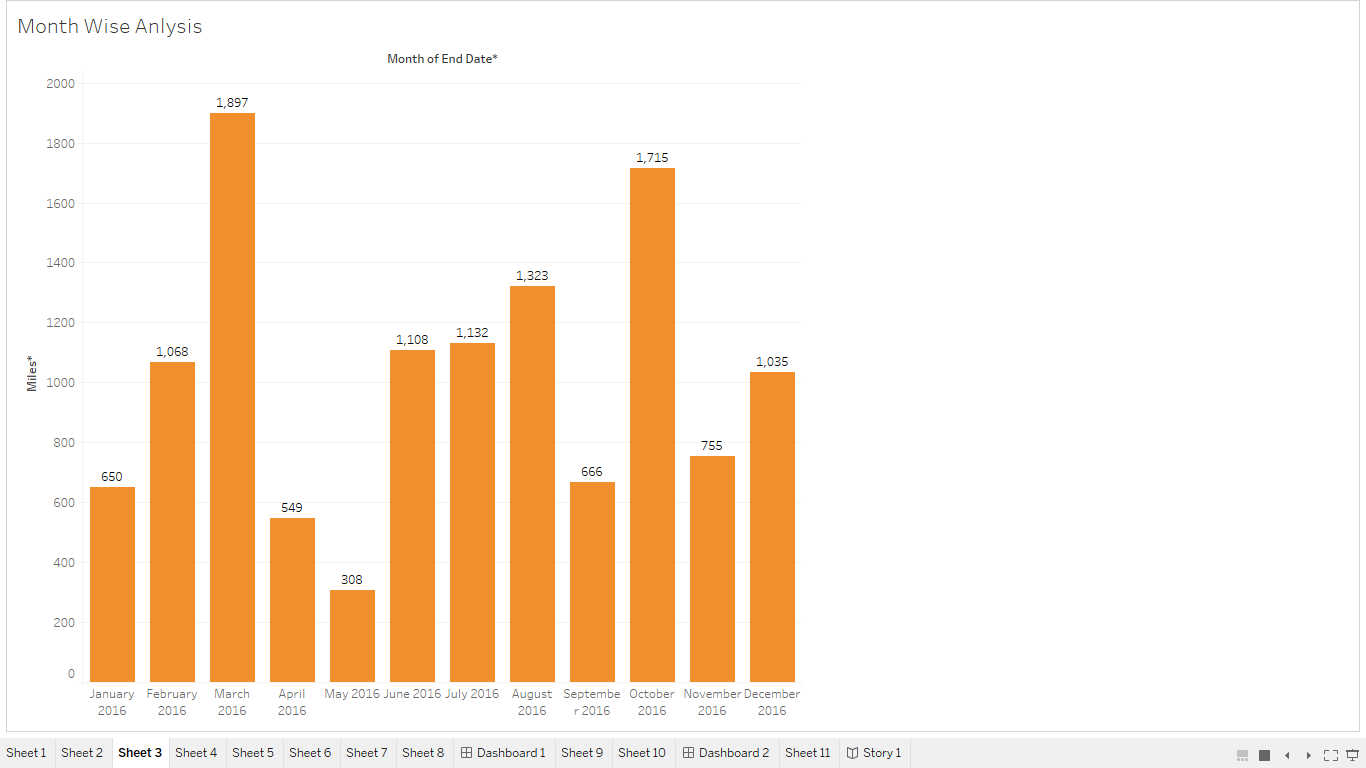 Month Wise Anlysis
Month of End Date*
2000
1800
1600
1400
1200
1000
800
600
400
200
0
Miles*
650
1,068
1,897
549
308
1,108
1,132
1,323
666
1,715
755
1,035
January
2016
February
2016
March
2016
April
2016
May 2016
June 2016
July 2016
August
2016
Septembe
r 2016
October
2016
November
2016
December
2016
Sheet 1 Sheet 2 Sheet 3 Sheet 4 Sheet 5 Sheet 6 Sheet 7 Sheet 8 Dashboard 1 Sheet 9 Sheet 10 Dashboard 2 Sheet 11 Story 1